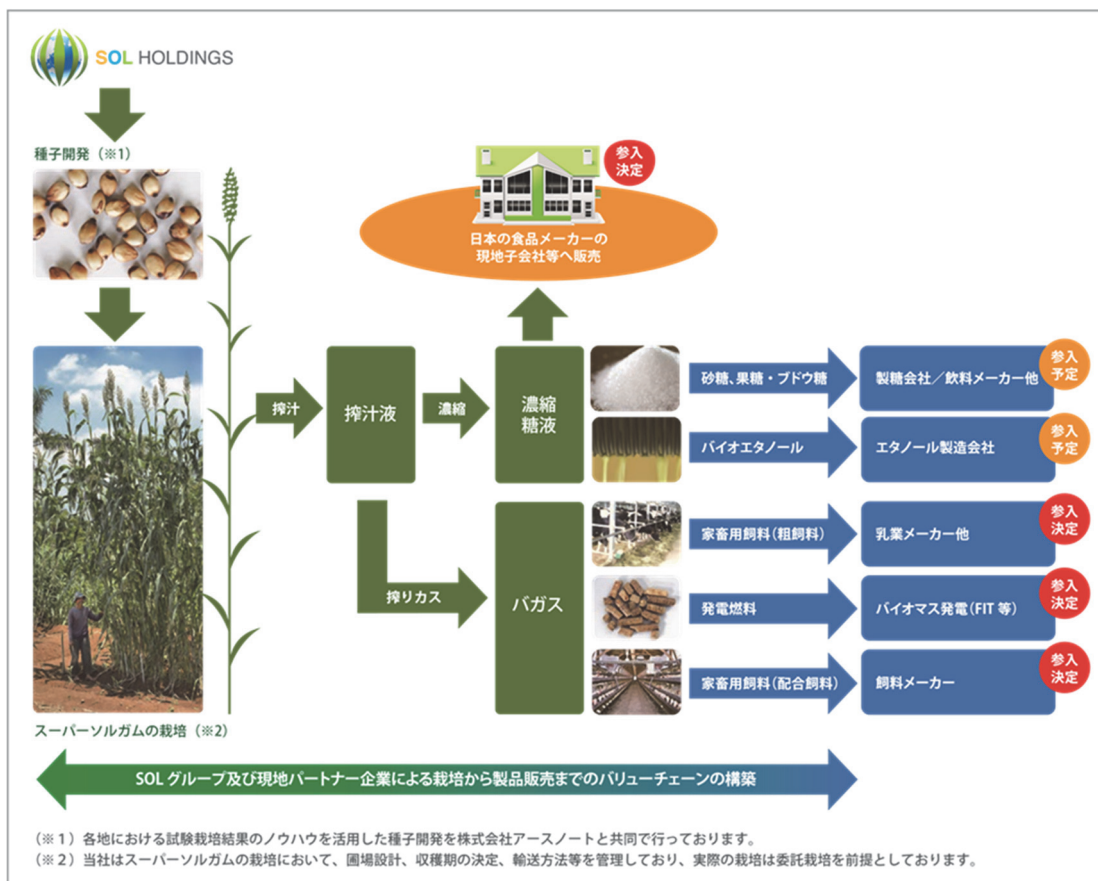 SOL HOLDINGS
種子開発(※1)
スーパーソルガムの栽培(※2)
搾汁
搾汁液
濃縮
濃縮
糖液
参入
決定
日本の食品メーカーの
現地子会社等へ販売
砂糖、果糖・ブドウ糖
製糖会社／飲料メーカー他
参入
予定
バイオエタノール
エタノール製造会社
参入
予定
搾りカス
バガス
家畜用飼料(粗飼料)
乳業メーカー他
参入
決定
発電燃料
バイオマス発電(FIT 等)
参入
決定
家畜用飼料(配合飼料)
飼料メーカー
参入
決定
SOL グループ及び現地パートナー企業による栽培から製品販売までのバリューチェーンの構築
(※1) 各地における試験栽培結果のノウハウを活用した種子開発を株式会社アースノートと共同で行っております。
(※2) 当社はスーパーソルガムの栽培において、圃場設計、収穫期の決定、輸送方法等を管理しており、実際の栽培は委託栽培を前提としております。